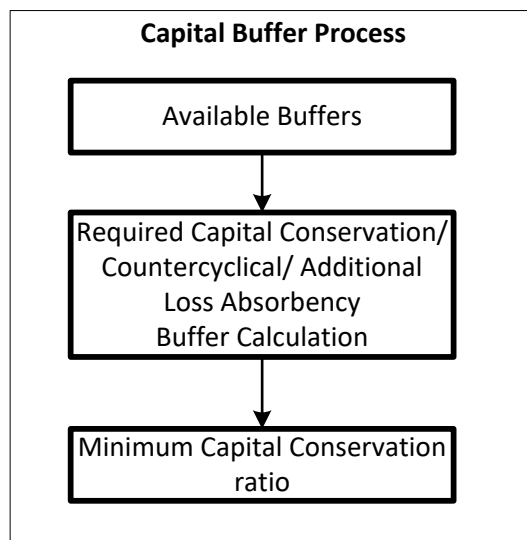 Capital Buffer Process
Available Buffers
Required Capital Conservation/
Countercyclical/ Additional
Loss Absorbency
Buffer Calculation
Minimum Capital Conservation
ratio